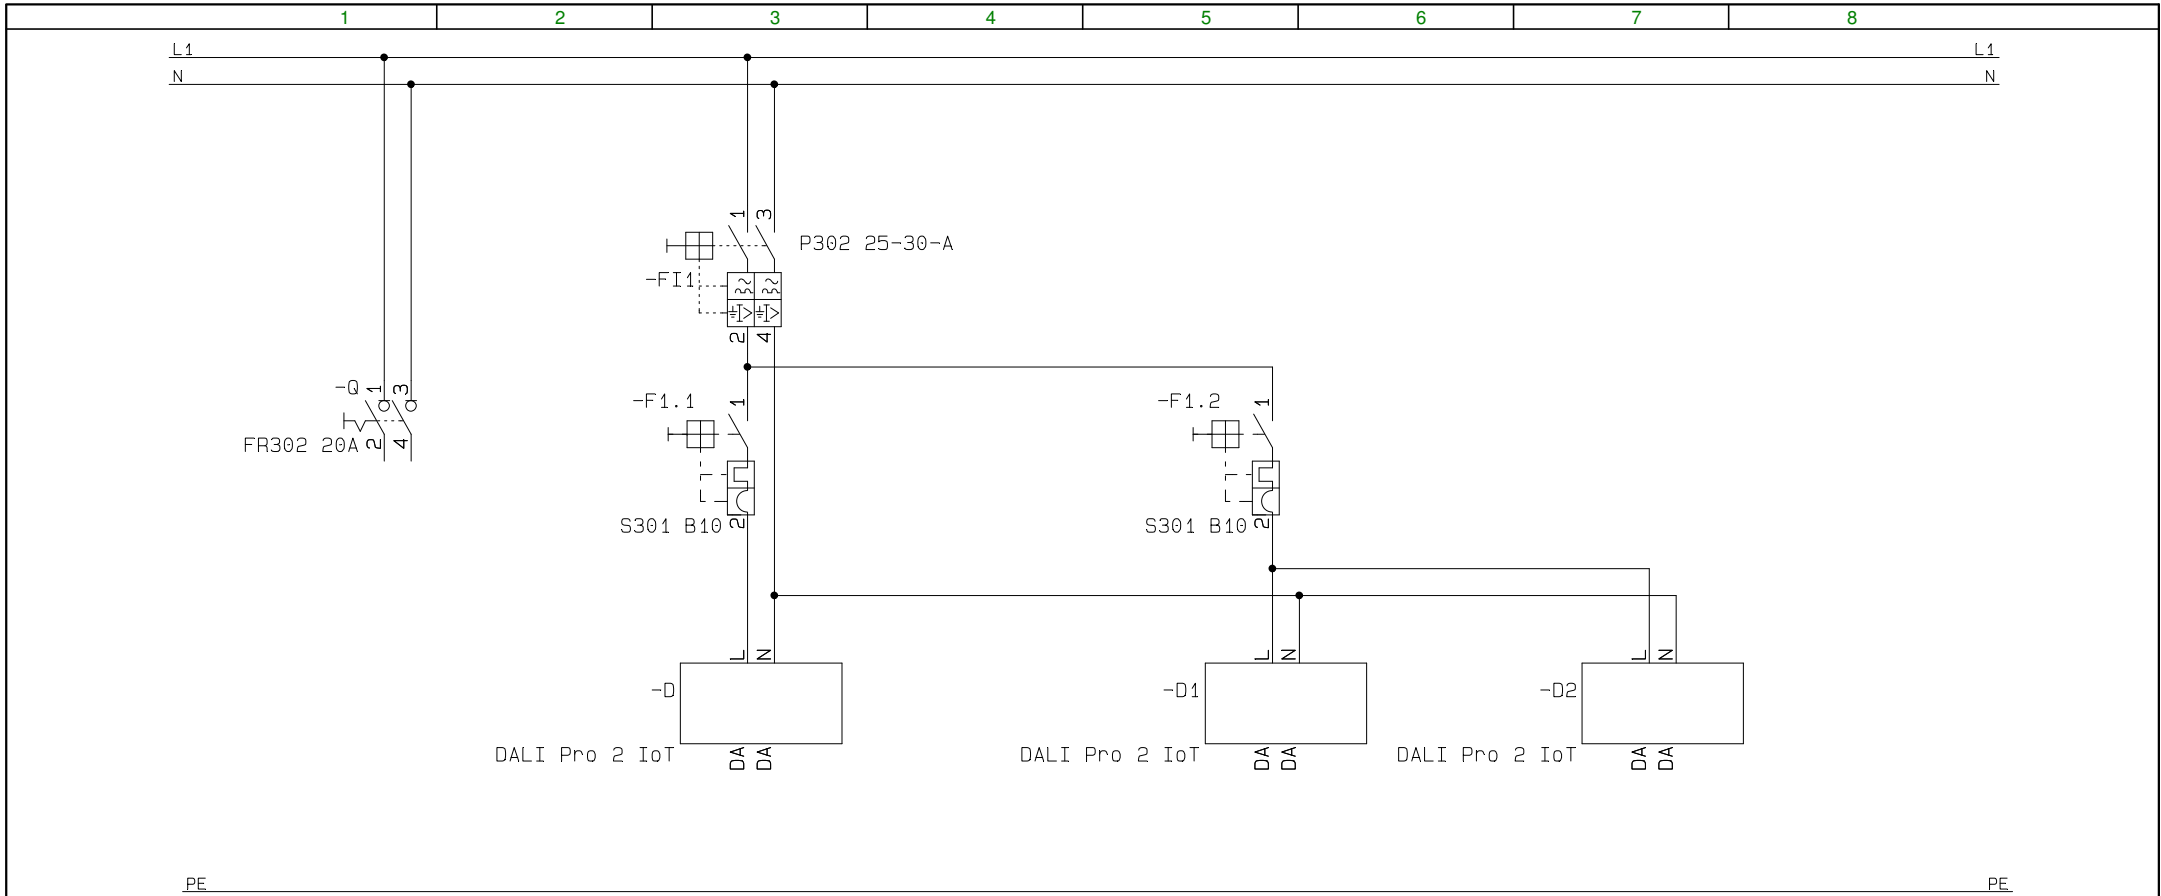 1 2 3 4 5 6 7 8
L1 L1
N N
1 3
P302 25-30-A
-FI1
2 4
-Q 1 3
-F1.1 1
-F1.2 1
FR302 20A 2 4
S301 B10 2
S301 B10 2
L N
L N
L N
-D
-D1
-D2
DALI Pro 2 IoT DA DA
DALI Pro 2 IoT DA DA
DALI Pro 2 IoT DA DA
PE PE